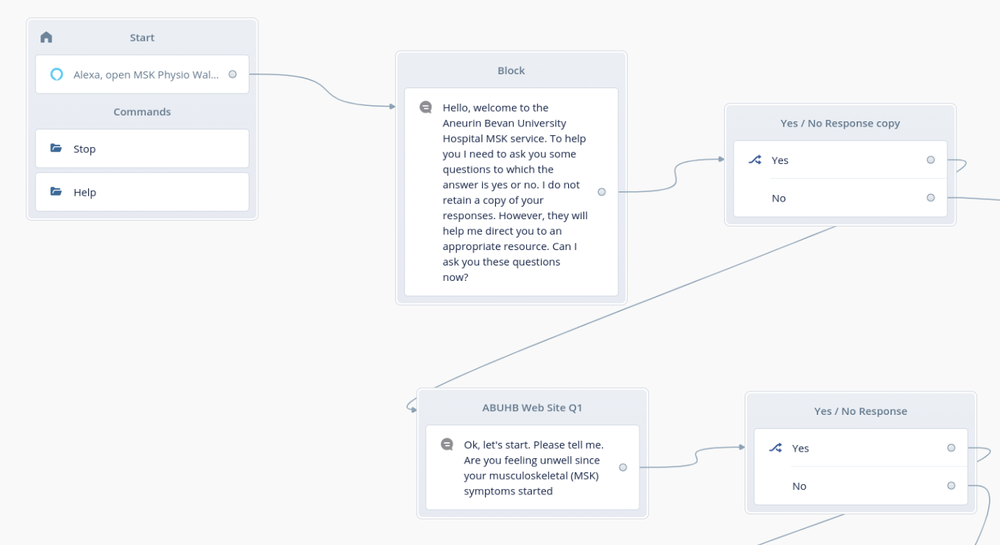 Start
Alexa, open MSK Physio Wal...
Commands
Stop
Help
Block
Hello, welcome to the
Aneurin Bevan University
Hospital MSK service. To help
you I need to ask you some
questions to which the
answer is yes or no. I do not
retain a copy of your
responses. However, they will
help me direct you to an
appropriate resource. Can I
ask you these questions
now?
Yes / No Response copy
Yes
No
ABUHB Web Site Q1
Ok, let's start. Please tell me.
Are you feeling unwell since
your musculoskeletal (MSK)
symptoms started
Yes / No Response
Yes
No